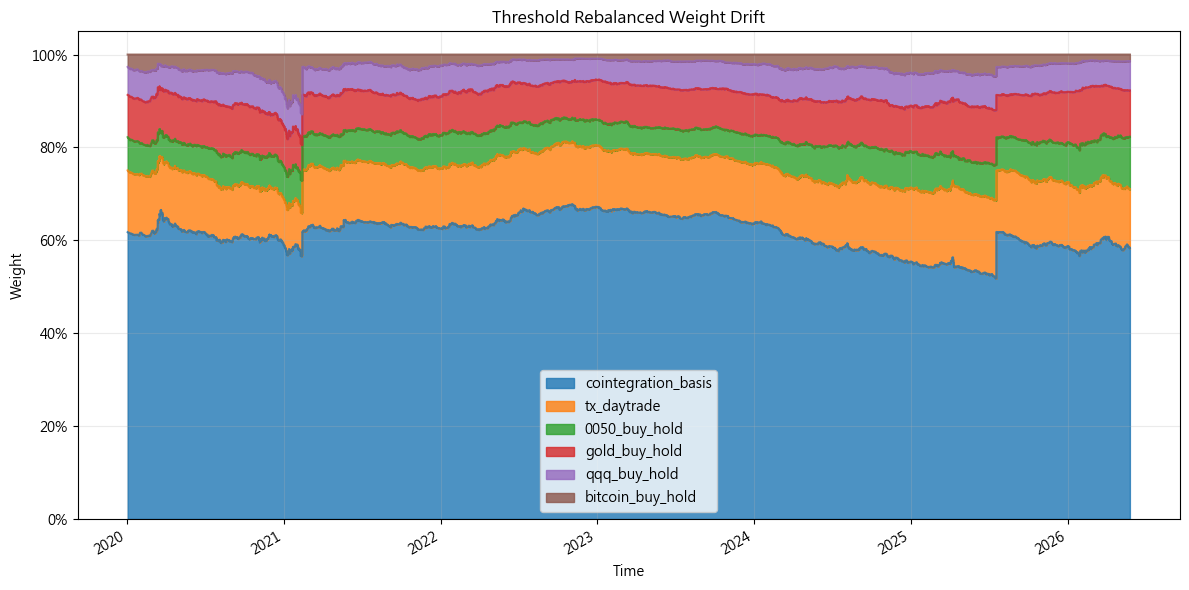 Threshold Rebalanced Weight Drift
100%
80%
60%
40%
20%
0%
Weight
cointegration_basis
tx_daytrade
0050_buy_hold
gold_buy_hold
qqq_buy_hold
bitcoin_buy_hold
2020
2021
2022
2023
2024
2025
2026
Time